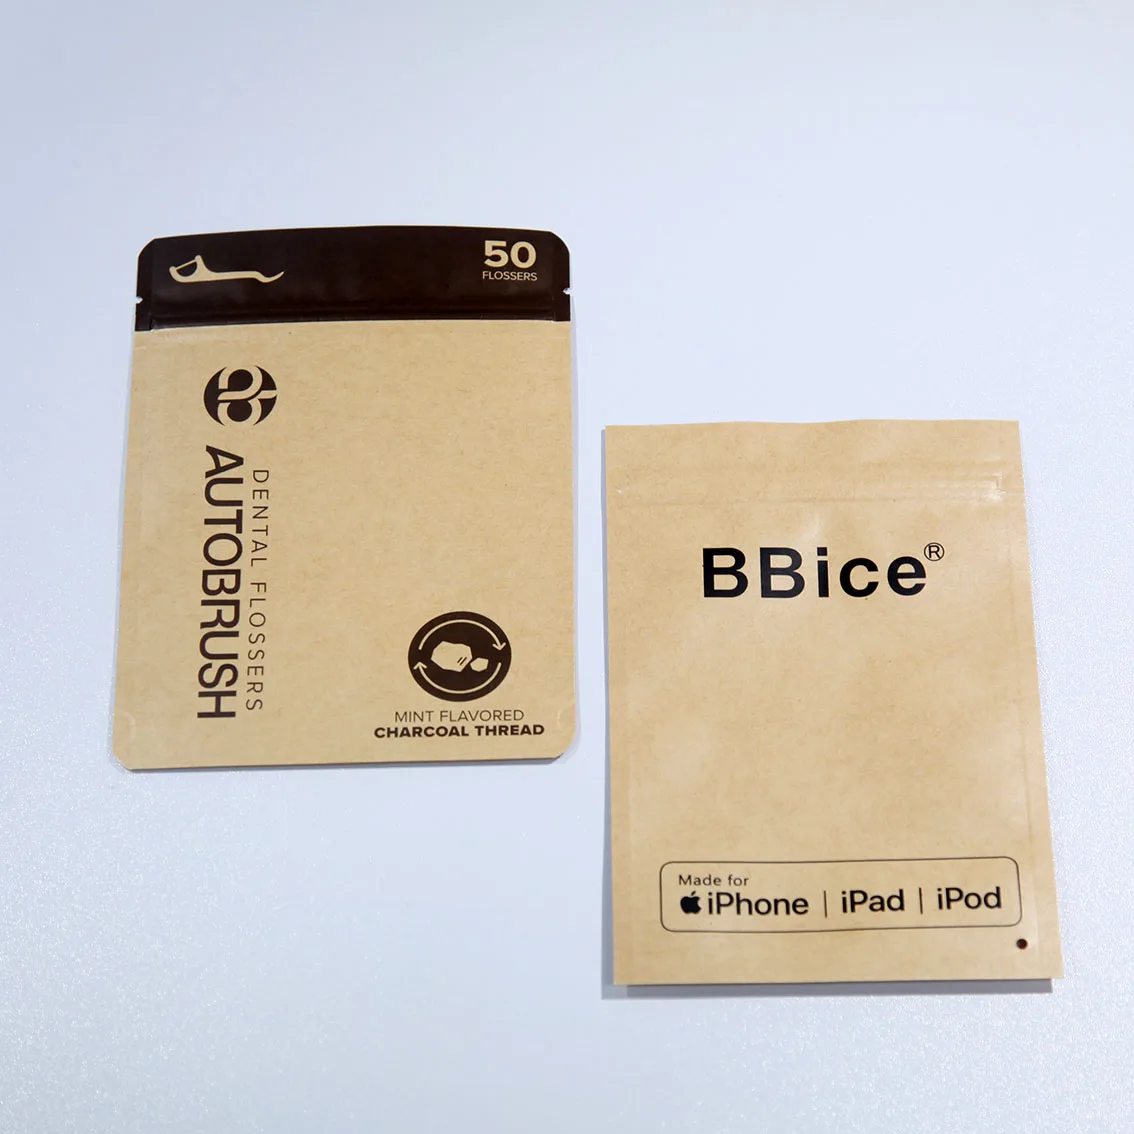 50
FLOSSERS
AUTOBRUSH
DENTAL FLOSSERS
MINT FLAVORED
CHARCOAL THREAD
BBice®
Made for
iPhone | iPad | iPod